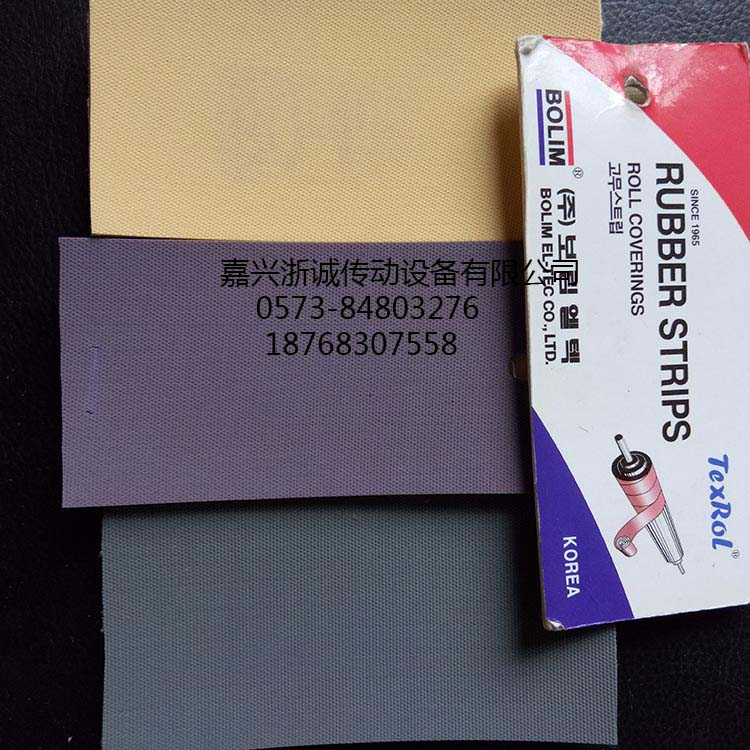 嘉兴浙诚传动设备有限公司
0573-84803276
18768307558
BOLIM®
(주) 보림엘텍
BOLIM EL-TEC CO., LTD.
SINCE 1965
RUBBER STRIPS
ROLL COVERINGS
고무스트립
TexRol®
KOREA